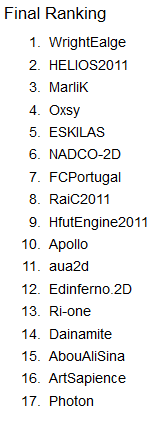 Final Ranking
1. WrightEalge
2. HELIOS2011
3. MarliK
4. Oxsy
5. ESKILAS
6. NADCO-2D
7. FCPortugal
8. RaiC2011
9. HfutEngine2011
10. Apollo
11. aua2d
12. Edinferno.2D
13. Ri-one
14. Dainamite
15. AbouAliSina
16. ArtSapience
17. Photon